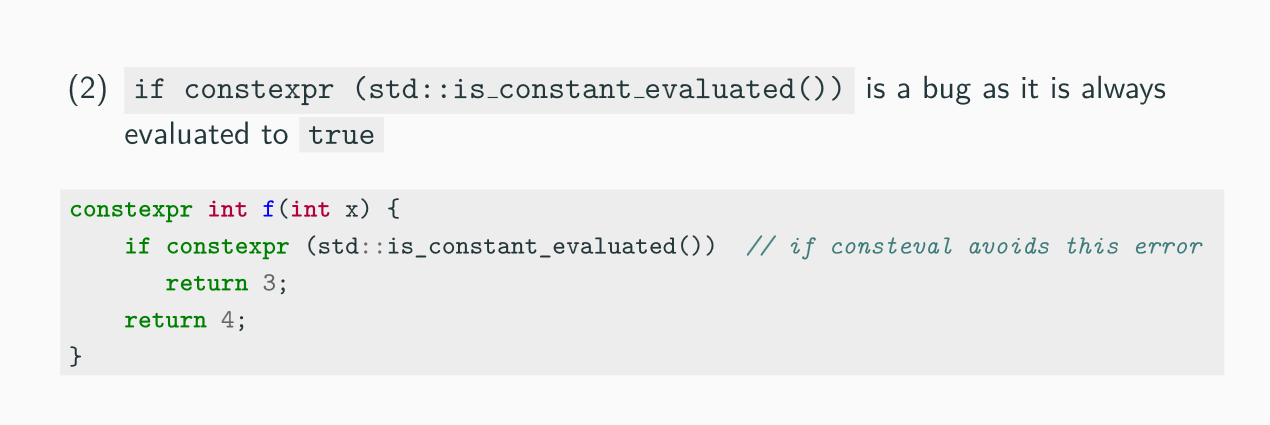 (2) if constexpr (std::is_constant_evaluated()) is a bug as it is always
evaluated to true
constexpr int f(int x) {
    if constexpr (std::is_constant_evaluated())  // if consteval avoids this error
       return 3;
    return 4;
}